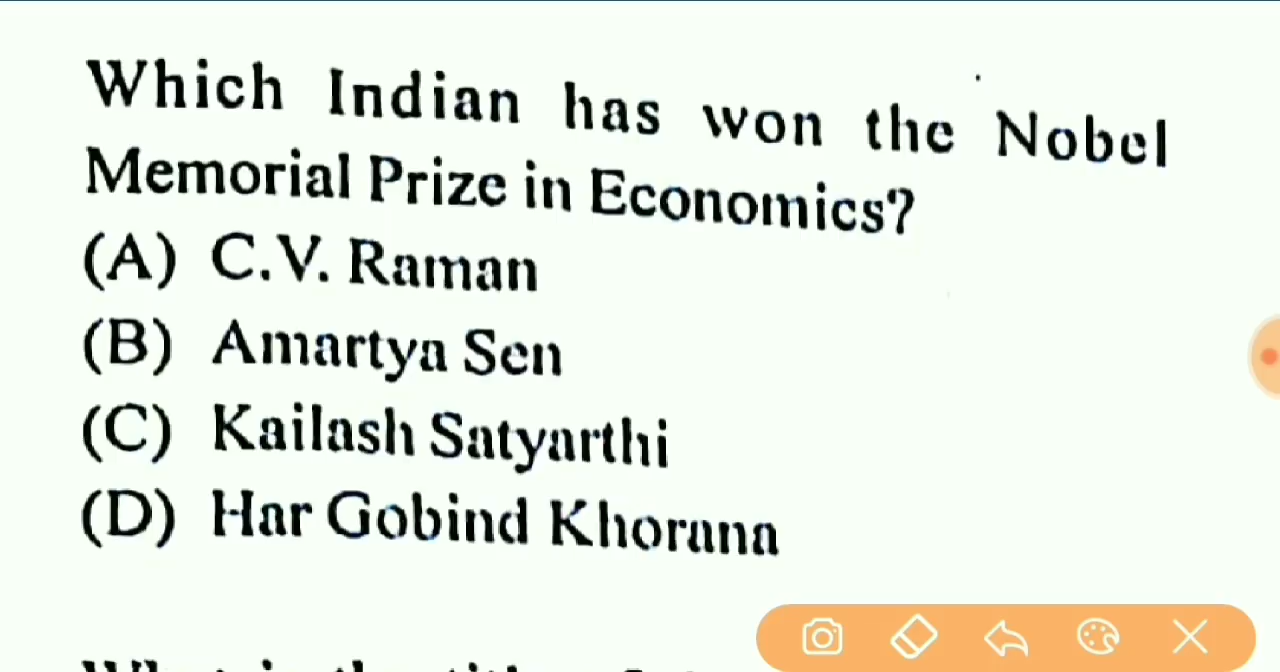 Which Indian has won the Nobel
Memorial Prize in Economics?
(A) C.V. Raman
(B) Amartya Sen
(C) Kailash Satyarthi
(D) Har Gobind Khorana